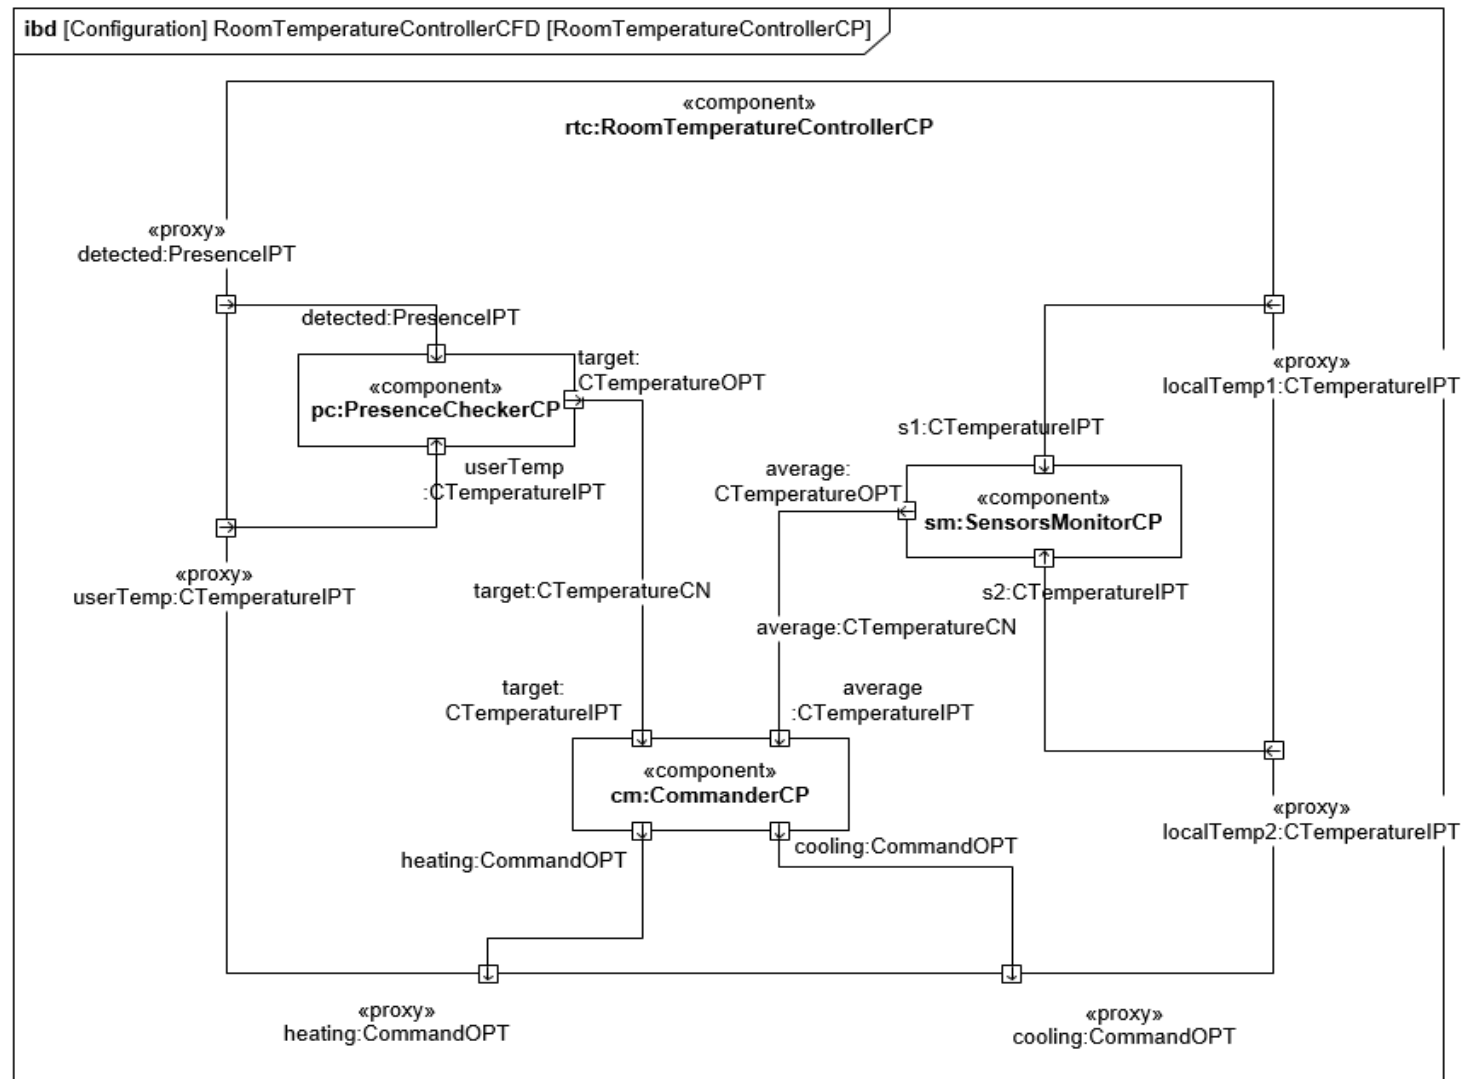 ibd [Configuration] RoomTemperatureControllerCFD [RoomTemperatureControllerCP]
«component»
rtc:RoomTemperatureControllerCP
«proxy»
detected:PresenceIPT
detected:PresenceIPT
«component»
pc:PresenceCheckerCP
target:
CTemperatureOPT
userTemp
:CTemperatureIPT
«proxy»
userTemp:CTemperatureIPT
«proxy»
localTemp1:CTemperatureIPT
s1:CTemperatureIPT
average:
CTemperatureOPT
«component»
sm:SensorsMonitorCP
s2:CTemperatureIPT
target:CTemperatureCN
average:CTemperatureCN
target:
CTemperatureIPT
average
:CTemperatureIPT
«component»
cm:CommanderCP
«proxy»
localTemp2:CTemperatureIPT
heating:CommandOPT
cooling:CommandOPT
«proxy»
heating:CommandOPT
«proxy»
cooling:CommandOPT